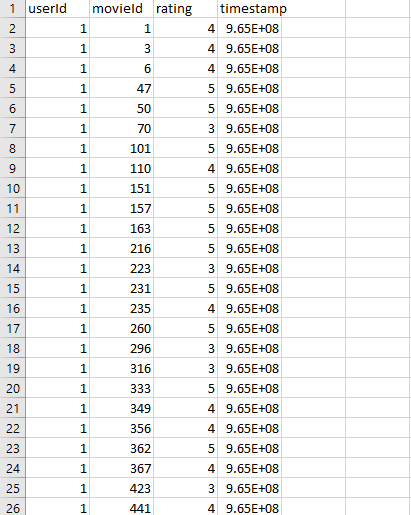 1 userId movieId rating timestamp
2 1 1 4 9.65E+08
3 1 3 4 9.65E+08
4 1 6 4 9.65E+08
5 1 47 5 9.65E+08
6 1 50 5 9.65E+08
7 1 70 3 9.65E+08
8 1 101 5 9.65E+08
9 1 110 4 9.65E+08
10 1 151 5 9.65E+08
11 1 157 5 9.65E+08
12 1 163 5 9.65E+08
13 1 216 5 9.65E+08
14 1 223 3 9.65E+08
15 1 231 5 9.65E+08
16 1 235 4 9.65E+08
17 1 260 5 9.65E+08
18 1 296 3 9.65E+08
19 1 316 3 9.65E+08
20 1 333 5 9.65E+08
21 1 349 4 9.65E+08
22 1 356 4 9.65E+08
23 1 362 5 9.65E+08
24 1 367 4 9.65E+08
25 1 423 3 9.65E+08
26 1 441 4 9.65E+08